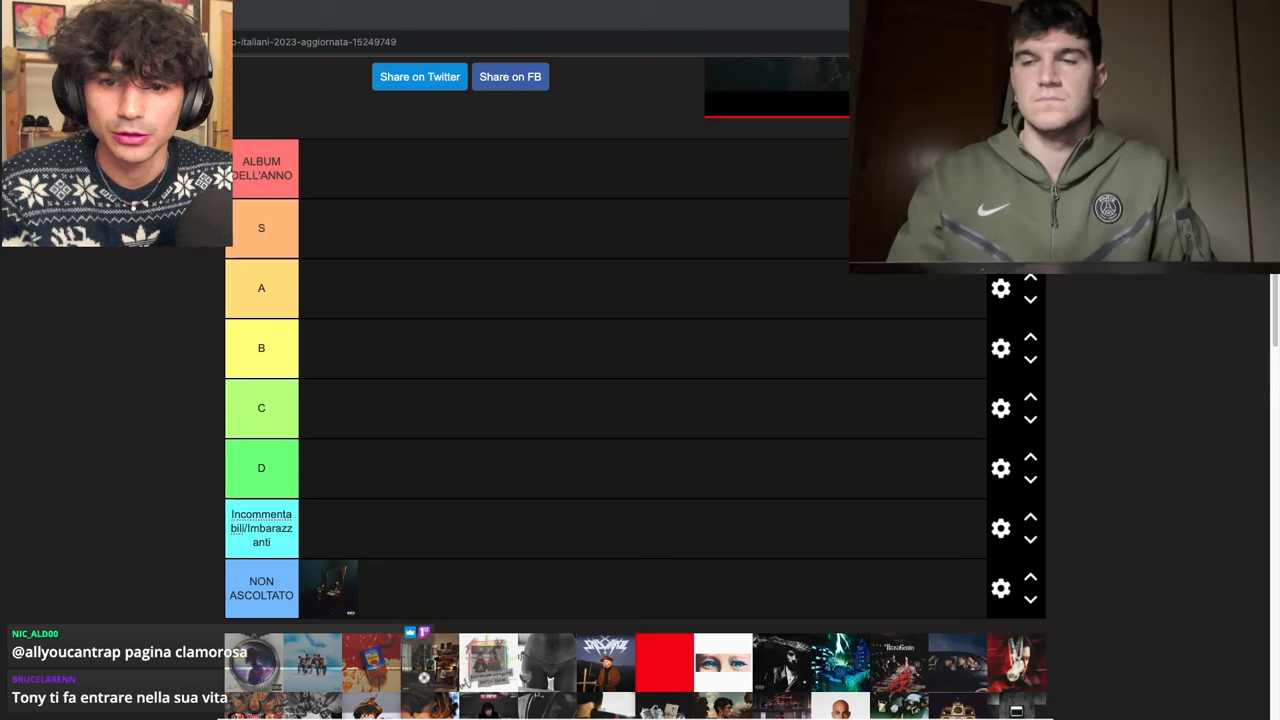 o-italiani-2023-aggiornata-15249749
Share on Twitter
Share on FB
ALBUM
DELL'ANNO
S
A
B
C
D
Incommenta
bili/Imbarazz
anti
NON
ASCOLTATO
NIC_ALD00
@allyoucantrap pagina clamorosa
BRUCELARENN
Tony ti fa entrare nella sua vita